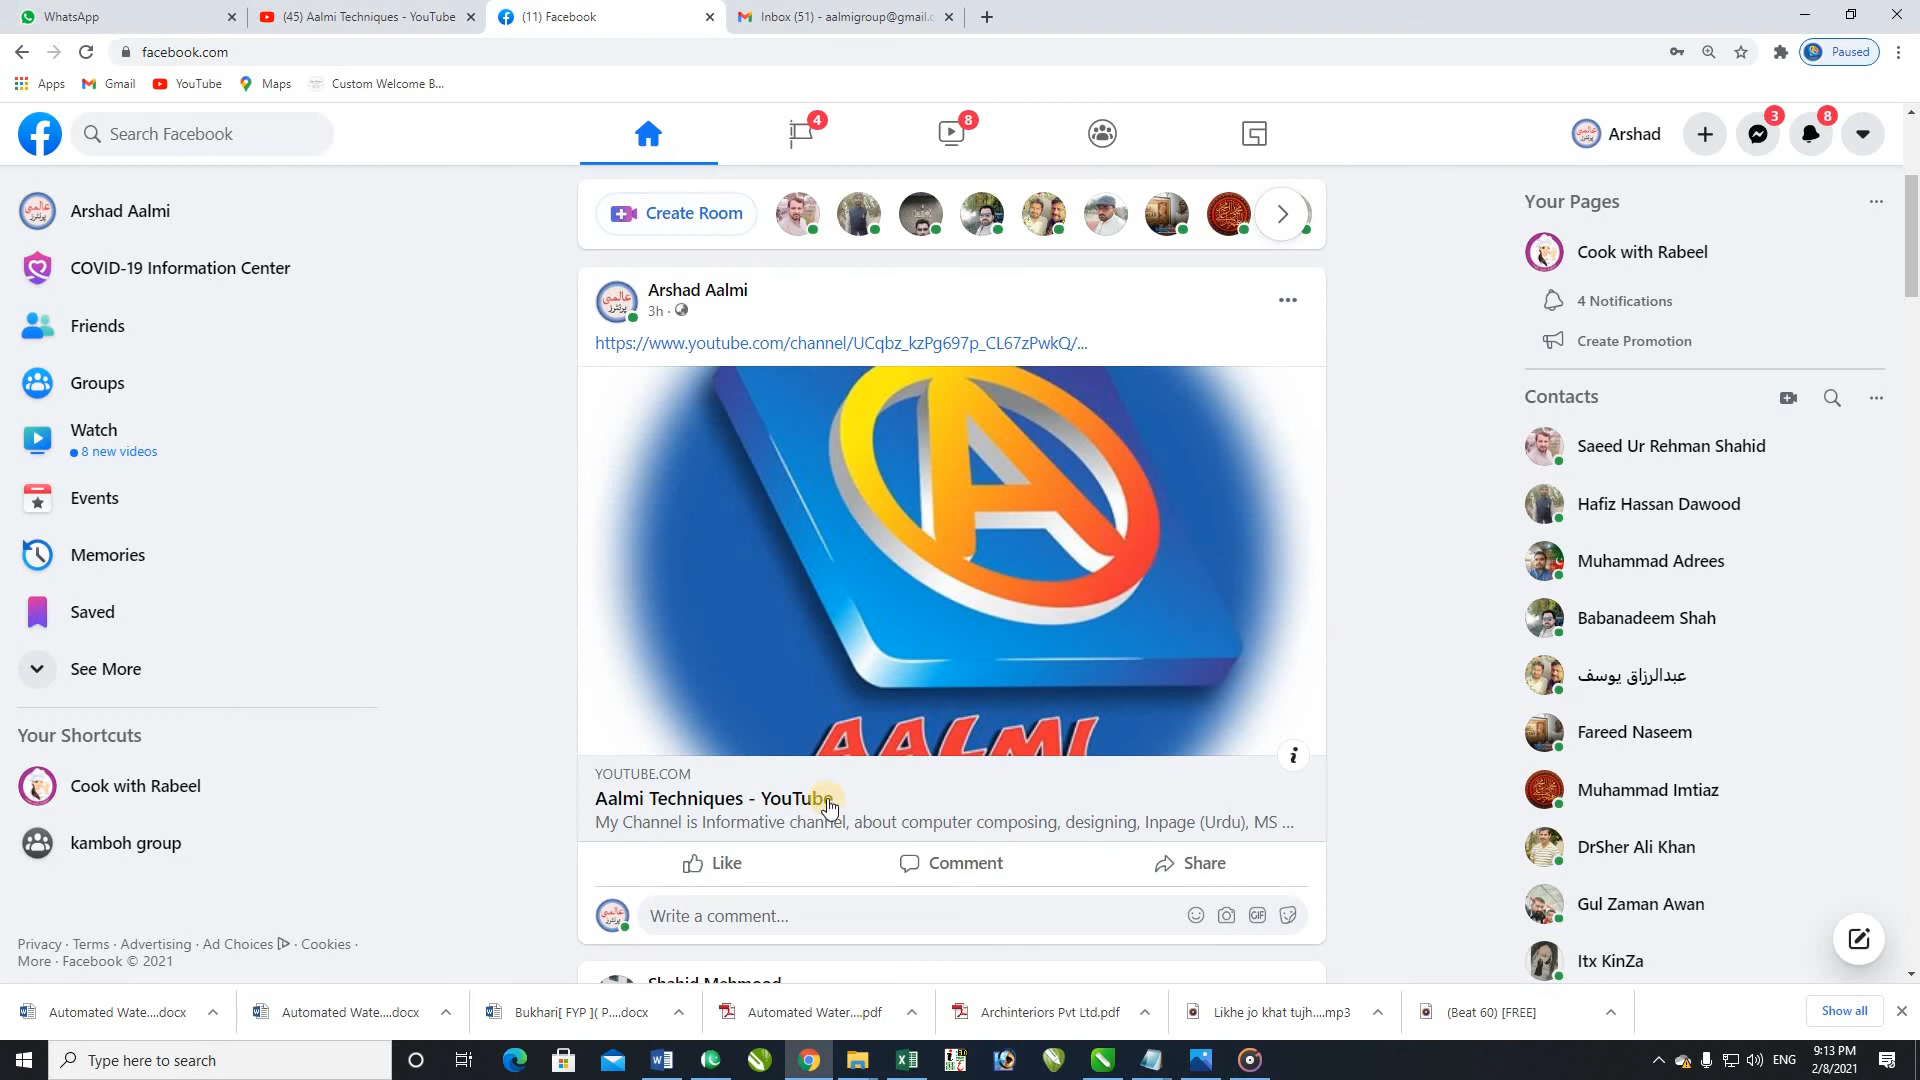 WhatsApp
(45) Aalmi Techniques - YouTube
(11) Facebook
Inbox (51) - aalmigroup@gmail.c
facebook.com
Paused
Apps
Gmail
YouTube
Maps
Custom Welcome B...
Search Facebook
4
8
Arshad
3
8
Arshad Aalmi
COVID-19 Information Center
Friends
Groups
Watch
8 new videos
Events
Memories
Saved
See More
Your Shortcuts
Cook with Rabeel
kamboh group
Privacy · Terms · Advertising · Ad Choices · Cookies ·
More · Facebook © 2021
Create Room
Arshad Aalmi
3h ·
https://www.youtube.com/channel/UCqbz_kzPg697p_CL67zPwkQ/...
A
AALMI
YOUTUBE.COM
Aalmi Techniques - YouTube
My Channel is Informative channel, about computer composing, designing, Inpage (Urdu), MS ...
Like
Comment
Share
Write a comment...
GIF
Shahid Mehmood
Your Pages
Cook with Rabeel
4 Notifications
Create Promotion
Contacts
Saeed Ur Rehman Shahid
Hafiz Hassan Dawood
Muhammad Adrees
Babanadeem Shah
عبدالرزاق یوسف
Fareed Naseem
Muhammad Imtiaz
DrSher Ali Khan
Gul Zaman Awan
Itx KinZa
Automated Wate....docx
Automated Wate....docx
Bukhari[ FYP ]( P....docx
Automated Water....pdf
Archinteriors Pvt Ltd.pdf
Likhe jo khat tujh....mp3
(Beat 60) [FREE]
Show all
Type here to search
ENG
9:13 PM
2/8/2021